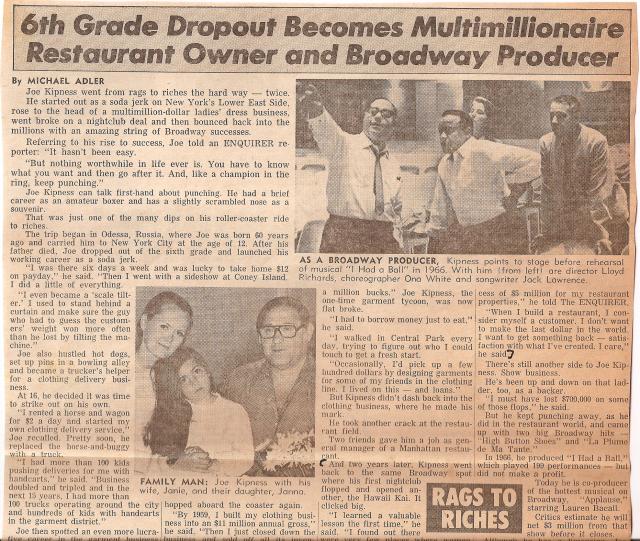 6th Grade Dropout Becomes Multimillionaire
Restaurant Owner and Broadway Producer
By MICHAEL ADLER
Joe Kipness went from rags to riches the hard way — twice.
He started out as a soda jerk on New York's Lower East Side,
rose to the head of a multimillion-dollar ladies' dress business,
went broke on a nightclub deal and then bounced back into the
millions with an amazing string of Broadway successes.
Referring to his rise to success, Joe told an ENQUIRER re-
porter: "It hasn't been easy.
"But nothing worthwhile in life ever is. You have to know
what you want and then go after it. And, like a champion in the
ring, keep punching."
Joe Kipness can talk first-hand about punching. He had a brief
career as an amateur boxer and has a slightly scrambled nose as a
souvenir.
That was just one of the many dips on his roller-coaster ride
to riches.
The trip began in Odessa, Russia, where Joe was born 60 years
ago and carried him to New York City at the age of 12. After his
father died, Joe dropped out of the sixth grade and launched his
working career as a soda jerk.
"I was there six days a week and was lucky to take home $12
on payday," he said. "Then I went with a sideshow at Coney Island.
I did a little of everything.
"I even became a 'scale tilt-
er.' I used to stand behind a
curtain and make sure the guy
who had to guess the custom-
ers' weight won more often
than he lost by tilting the ma-
chine."
Joe also hustled hot dogs,
set up pins in a bowling alley
and became a trucker's helper
for a clothing delivery busi-
ness.
At 16, he decided it was time
to strike out on his own.
"I rented a horse and wagon
for $2 a day and started my
own clothing delivery service,"
Joe recalled. Pretty soon, he
replaced the horse-and-buggy
with a truck.
"I had more than 100 kids
pushing deliveries for me with
handcarts," he said. "Business
doubled and tripled and in the
next 15 years, I had more than
100 trucks operating around the city
and hundreds of kids with handcarts
in the garment district."
Joe then spotted an even more lucra-
AS A BROADWAY PRODUCER, Kipness points to stage before rehearsal
of musical "I Had a Ball" in 1966. With him (from left) are director Lloyd
Richards, choreographer Ona White and songwriter Jack Lawrence.
FAMILY MAN: Joe Kipness with his
wife, Janie, and their daughter, Janna.
hopped aboard the coaster again.
"By 1959, I built my clothing busi-
ness into an $11 million annual gross,"
he said. "Then I just closed down the
a million bucks." Joe Kipness, the
one-time garment tycoon, was now
flat broke.
"I had to borrow money just to eat,"
he said.
"I walked in Central Park every
day, trying to figure out who I could
touch to get a fresh start.
"Occasionally, I'd pick up a few
hundred dollars by designing garments
for some of my friends in the clothing
line. I lived on this — and loans."
But Kipness didn't dash back into the
clothing business, where he made his
mark.
He took another crack at the restau-
rant field.
Two friends gave him a job as gen-
eral manager of a Manhattan restau-
rant.
And two years later, Kipness went
back to the same Broadway spot
where his first nightclub
flopped and opened an-
other, the Hawaii Kai. It
clicked big.
"I learned a valuable
lesson the first time," he
said. "I found out there
RAGS TO
RICHES
cess of $5 million for my restaurant
properties," he told The ENQUIRER.
"When I build a restaurant, I con-
sider myself a customer. I don't want
to make the last dollar in the world.
I want to get something back — satis-
faction with what I've created. I care,"
he said.
There's still another side to Joe Kip-
ness. Show business.
He's been up and down on that lad-
der, too, as a backer.
"I must have lost $700,000 on some
of those flops," he said.
But he kept punching away, as he
did in the restaurant world, and came
up with two big Broadway hits —
"High Button Shoes" and "La Plume
de Ma Tante."
In 1966, he produced "I Had a Ball,"
which played 199 performances — but
did not make a profit.
Today he is co-producer
of the hottest musical on
Broadway, "Applause,"
starring Lauren Bacall.
Critics estimate he will
net $3 million from that
show before it closes.